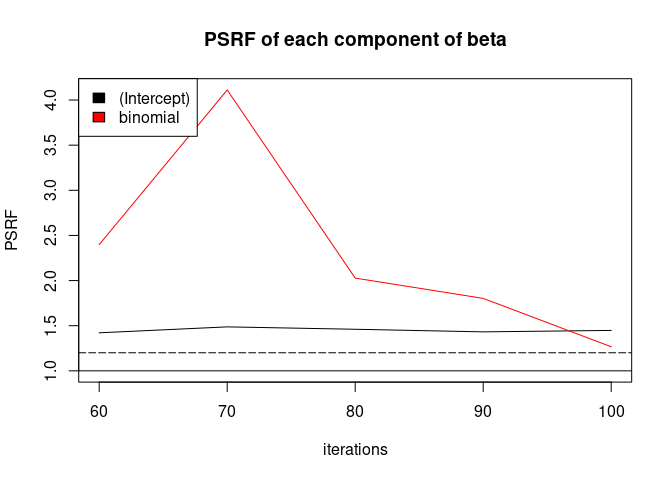 PSRF of each component of beta
(Intercept)
binomial
PSRF
4.0
3.5
3.0
2.5
2.0
1.5
1.0
60 70 80 90 100
iterations